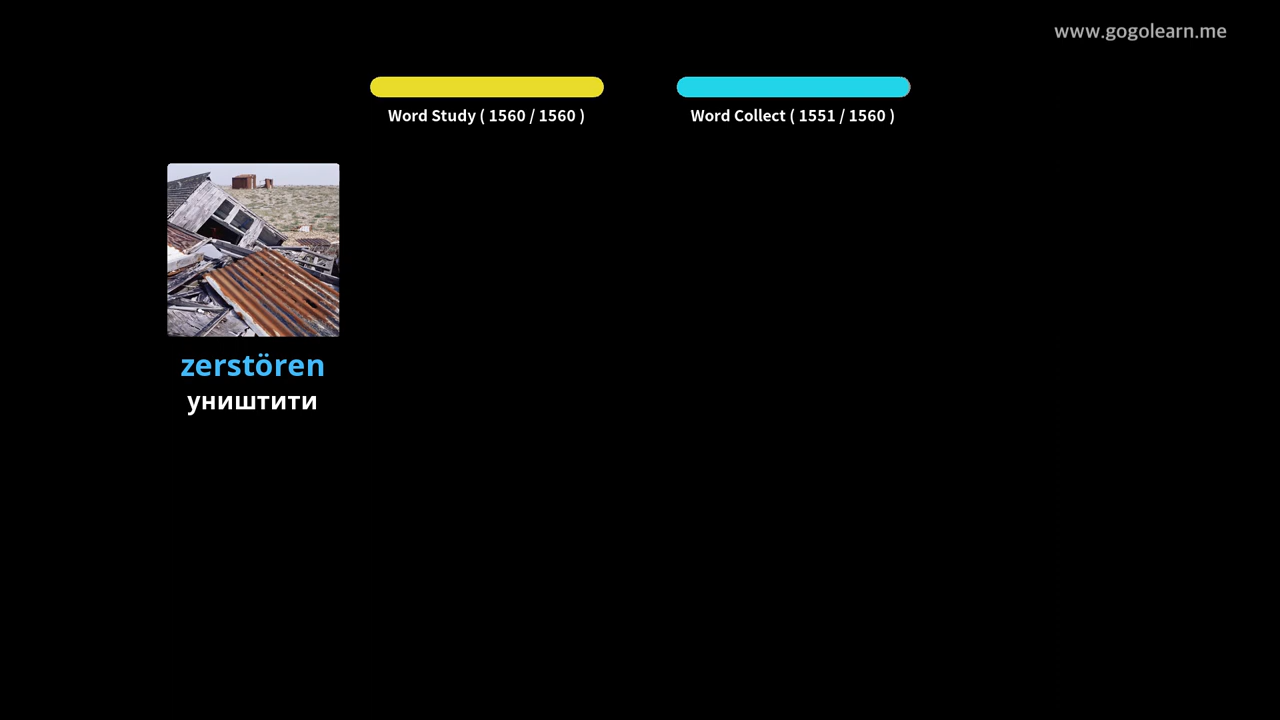 www.gogolearn.me
Word Study ( 1560 / 1560 )
Word Collect ( 1551 / 1560 )
zerstören
уништити